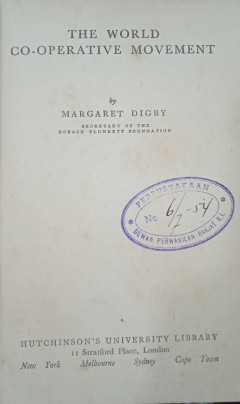 THE WORLD
CO-OPERATIVE MOVEMENT
by
MARGARET DIGBY
SECRETARY OF THE
HORACE PLUNKETT FOUNDATION
PERPUSTAKAAN
No. 6/7-54
DEWAN PERWAKILAN RAKJAT R.I.
HUTCHINSON'S UNIVERSITY LIBRARY
11 Stratford Place, London
New York Melbourne Sydney Cape Town